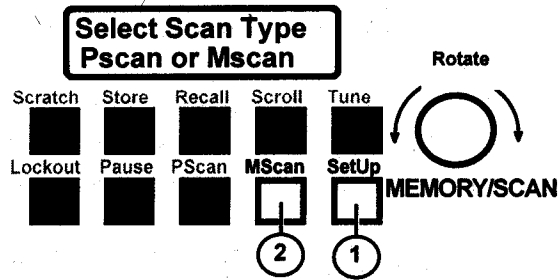 Select Scan Type
Pscan or Mscan
Rotate
Scratch Store Recall Scroll Tune
Lockout Pause PScan MScan SetUp
MEMORY/SCAN
2 1